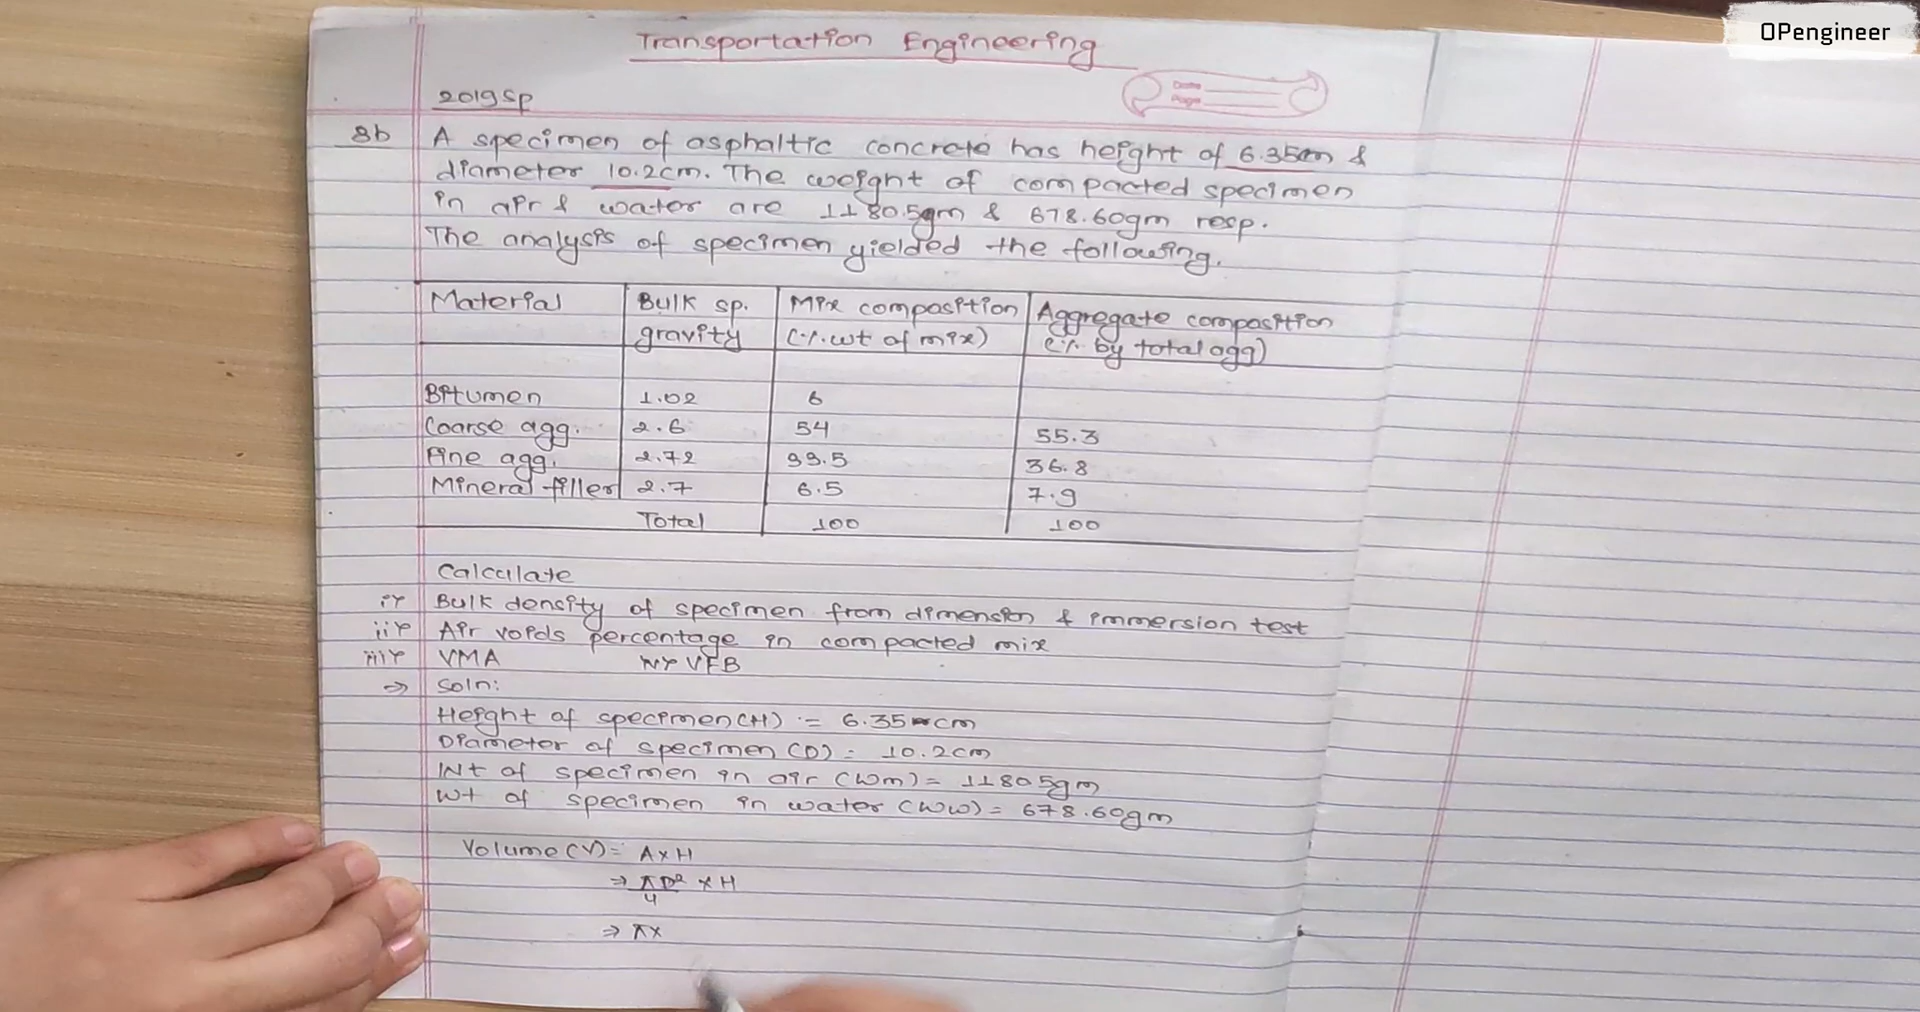 OPengineer
Transportation Engineering
2019 sp
8b A specimen of asphaltic concrete has height of 6.35cm &
diameter 10.2cm. The weight of compacted specimen
in air & water are 1180.5gm & 678.60gm resp.
The analysis of specimen yielded the following.
Material Bulk sp. gravity Mix composition (% wt of mix) Aggregate composition (% by total agg)
Bitumen 1.02 6
Coarse agg. 2.6 54 55.3
Fine agg. 2.72 33.5 36.8
Mineral filler 2.7 6.5 7.9
Total 100 100
Calculate
i) Bulk density of specimen from dimension & immersion test
ii) Air voids percentage in compacted mix
iii) VMA iv) VFB
⇒ Soln:
Height of specimen (H) = 6.35 cm
Diameter of specimen (D) = 10.2cm
Wt of specimen in air (Wm) = 1180.5gm
Wt of specimen in water (Ww) = 678.60gm
Volume (V) = A×H
⇒ πD²/4 × H
⇒ π×